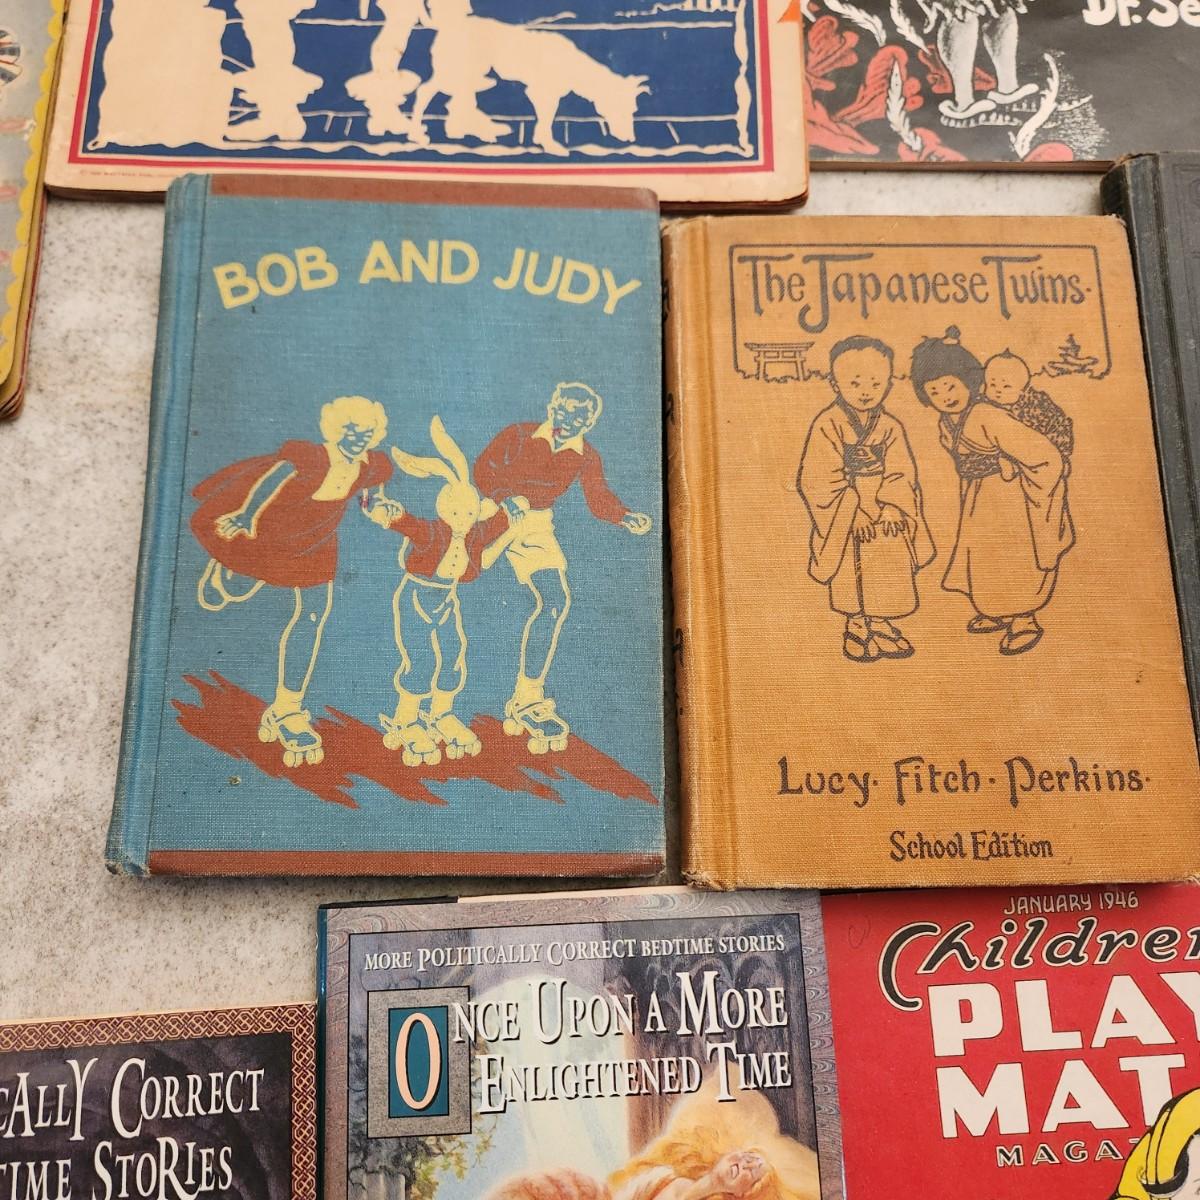 Dr. Se
BOB AND JUDY
The Japanese Twins.
Lucy. Fitch. Perkins.
School Edition
MORE POLITICALLY CORRECT BEDTIME STORIES
ONCE UPON A MORE
ENLIGHTENED TIME
CALLY CORRECT
TIME STORIES
JANUARY 1946
Children
PLAY
MAT
MAGA